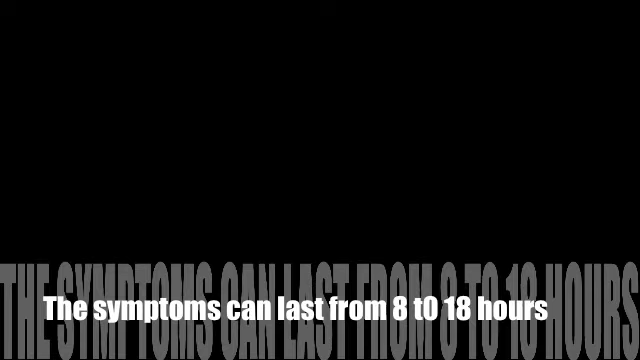 THE SYMPTOMS CAN LAST FROM 8 TO 18 HOURS
The symptoms can last from 8 t0 18 hours